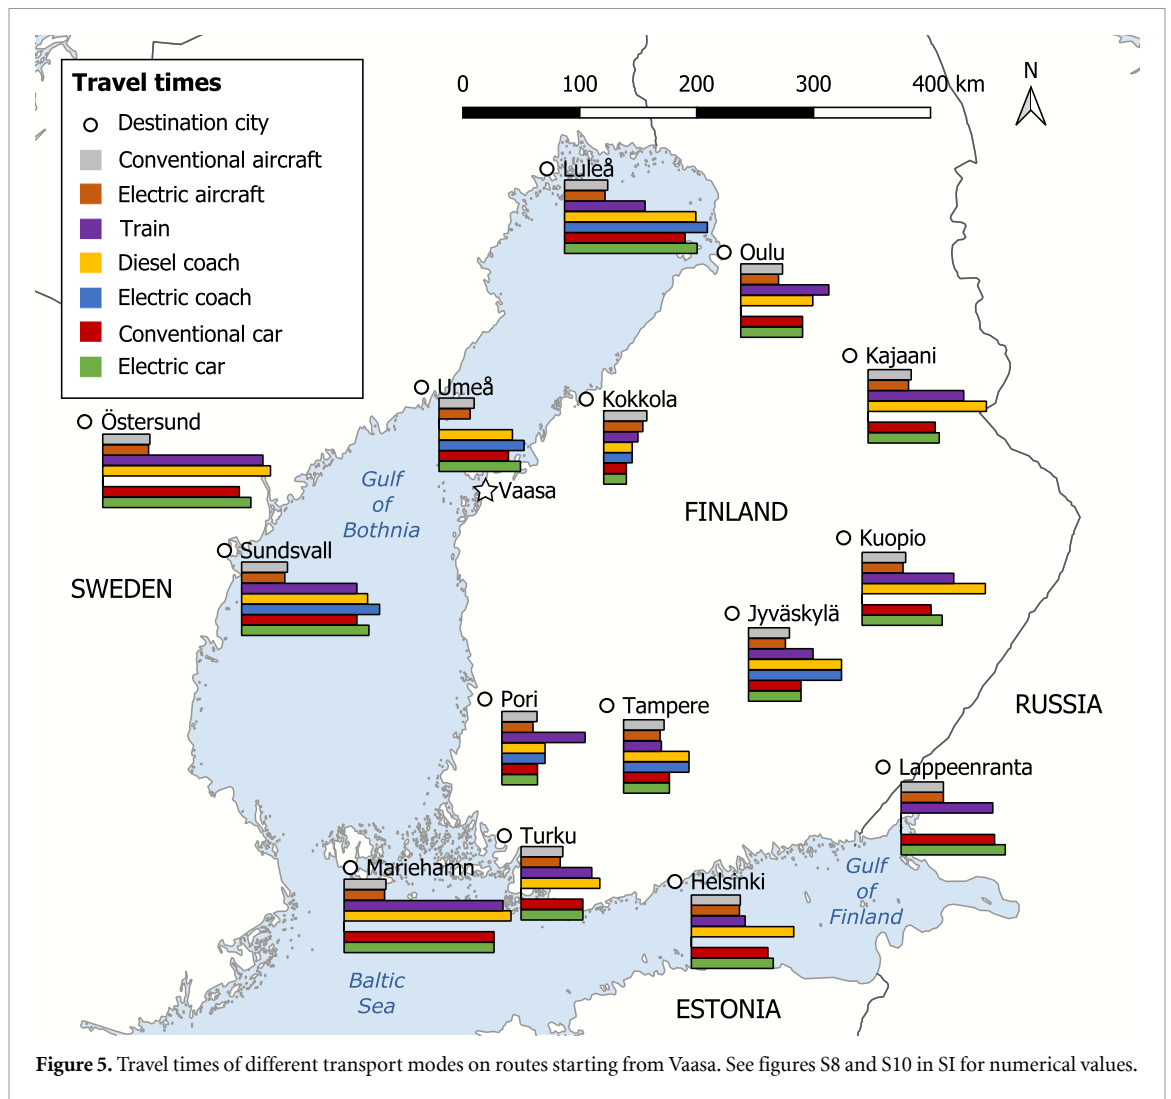 Travel times
Destination city
Conventional aircraft
Electric aircraft
Train
Diesel coach
Electric coach
Conventional car
Electric car
0 100 200 300 400 km
N
Luleå
Oulu
Kajaani
Umeå
Kokkola
Östersund
Gulf
of
Bothnia
Vaasa
FINLAND
Kuopio
Sundsvall
SWEDEN
Jyväskylä
Pori
Tampere
RUSSIA
Lappeenranta
Turku
Mariehamn
Helsinki
Gulf
of
Finland
Baltic
Sea
ESTONIA
Figure 5. Travel times of different transport modes on routes starting from Vaasa. See figures S8 and S10 in SI for numerical values.